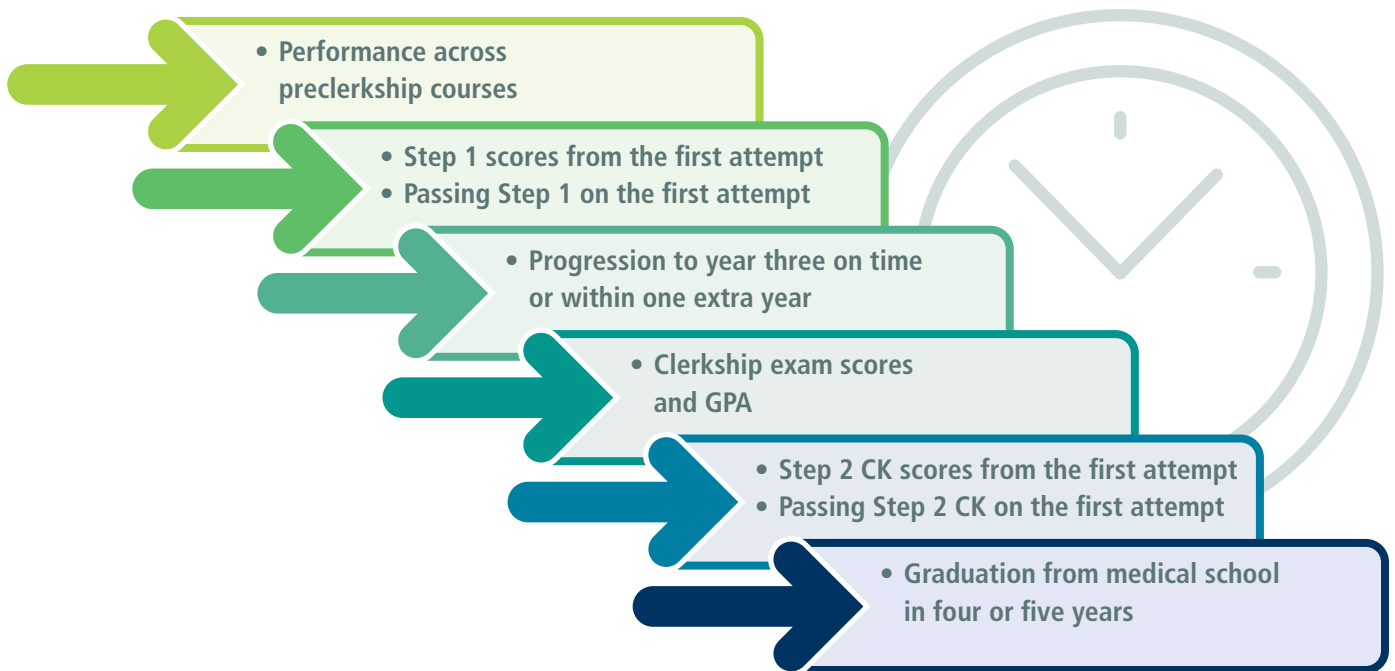 • Performance across
preclerkship courses
• Step 1 scores from the first attempt
• Passing Step 1 on the first attempt
• Progression to year three on time
or within one extra year
• Clerkship exam scores
and GPA
• Step 2 CK scores from the first attempt
• Passing Step 2 CK on the first attempt
• Graduation from medical school
in four or five years